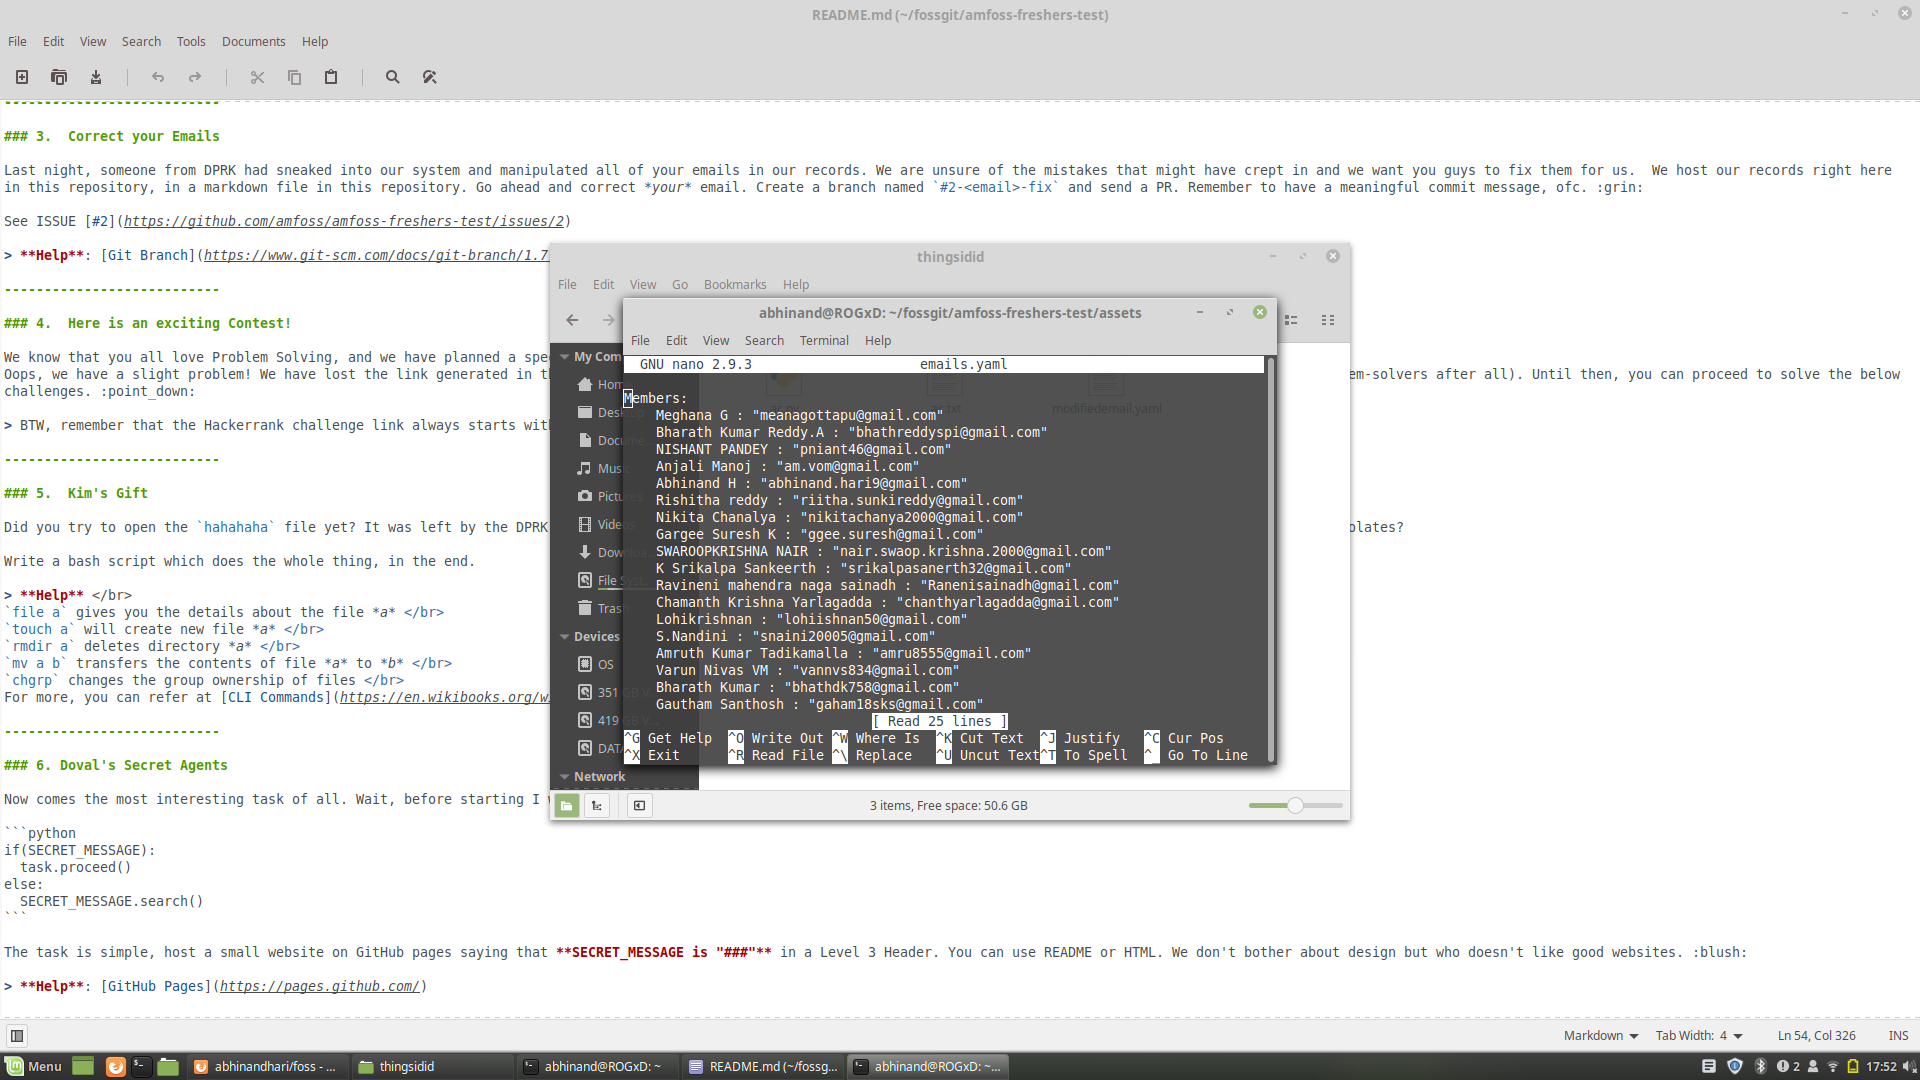 README.md (~/fossgit/amfoss-freshers-test)
File Edit View Search Tools Documents Help
---------------------------
### 3.  Correct your Emails
Last night, someone from DPRK had sneaked into our system and manipulated all of your emails in our records. We are unsure of the mistakes that might have crept in and we want you guys to fix them for us.  We host our records right here
in this repository, in a markdown file in this repository. Go ahead and correct *your* email. Create a branch named `#2-<email>-fix` and send a PR. Remember to have a meaningful commit message, ofc. :grin:
See ISSUE [#2](https://github.com/amfoss/amfoss-freshers-test/issues/2)
> **Help**: [Git Branch](https://www.git-scm.com/docs/git-branch/1.7
---------------------------
### 4.  Here is an exciting Contest!
We know that you all love Problem Solving, and we have planned a spe
Oops, we have a slight problem! We have lost the link generated in t
em-solvers after all). Until then, you can proceed to solve the below
challenges. :point_down:
> BTW, remember that the Hackerrank challenge link always starts wit
---------------------------
### 5.  Kim's Gift
Did you try to open the `hahahaha` file yet? It was left by the DPRK
olates?
Write a bash script which does the whole thing, in the end.
> **Help** </br>
`file a` gives you the details about the file *a* </br>
`touch a` will create new file *a* </br>
`rmdir a` deletes directory *a* </br>
`mv a b` transfers the contents of file *a* to *b* </br>
`chgrp` changes the group ownership of files </br>
For more, you can refer at [CLI Commands](https://en.wikibooks.org/w
---------------------------
### 6. Doval's Secret Agents
Now comes the most interesting task of all. Wait, before starting I
```python
if(SECRET_MESSAGE):
  task.proceed()
else:
  SECRET_MESSAGE.search()
```
The task is simple, host a small website on GitHub pages saying that **SECRET_MESSAGE is "###"** in a Level 3 Header. You can use README or HTML. We don't bother about design but who doesn't like good websites. :blush:
> **Help**: [GitHub Pages](https://pages.github.com/)
thingsidid
File Edit View Go Bookmarks Help
My Com
Hom
Desk
Docume
Musi
Pictu
Video
Down
File Sys
Trash
Devices
OS
351 GB V
419 GB V
DATA
Network
modifiedemail.yaml
3 items, Free space: 50.6 GB
abhinand@ROGxD: ~/fossgit/amfoss-freshers-test/assets
File Edit View Search Terminal Help
GNU nano 2.9.3 emails.yaml
Members:
Meghana G : "meanagottapu@gmail.com"
Bharath Kumar Reddy.A : "bhathreddyspi@gmail.com"
NISHANT PANDEY : "pniant46@gmail.com"
Anjali Manoj : "am.vom@gmail.com"
Abhinand H : "abhinand.hari9@gmail.com"
Rishitha reddy : "riitha.sunkireddy@gmail.com"
Nikita Chanalya : "nikitachanya2000@gmail.com"
Gargee Suresh K : "ggee.suresh@gmail.com"
SWAROOPKRISHNA NAIR : "nair.swaop.krishna.2000@gmail.com"
K Srikalpa Sankeerth : "srikalpasanerth32@gmail.com"
Ravineni mahendra naga sainadh : "Ranenisainadh@gmail.com"
Chamanth Krishna Yarlagadda : "chanthyarlagadda@gmail.com"
Lohikrishnan : "lohiishnan50@gmail.com"
S.Nandini : "snaini20005@gmail.com"
Amruth Kumar Tadikamalla : "amru8555@gmail.com"
Varun Nivas VM : "vannvs834@gmail.com"
Bharath Kumar : "bhathdk758@gmail.com"
Gautham Santhosh : "gaham18sks@gmail.com"
[ Read 25 lines ]
^G Get Help ^O Write Out ^W Where Is ^K Cut Text ^J Justify ^C Cur Pos
^X Exit ^R Read File ^\ Replace ^U Uncut Text ^T To Spell ^_ Go To Line
Markdown Tab Width: 4 Ln 54, Col 326 INS
Menu abhinandhari/foss - ... thingsidid abhinand@ROGxD: ~ README.md (~/fossg... abhinand@ROGxD: ~... 2 17:52